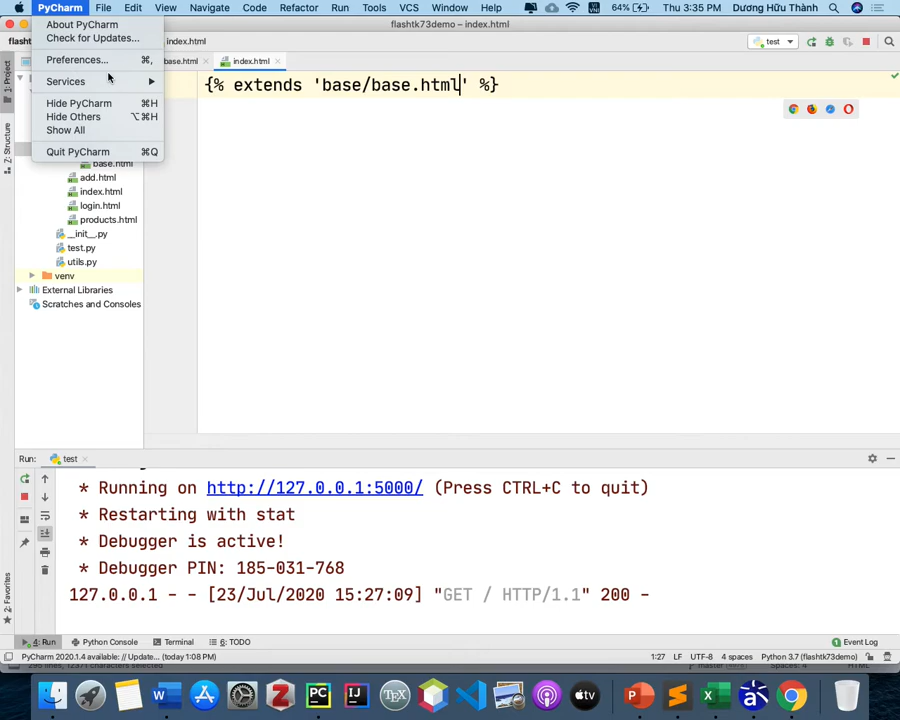 PyCharm File Edit View Navigate Code Refactor Run Tools VCS Window Help 64% Thu 3:35 PM Dương Hữu Thành
flashtk73demo – index.html
index.html
test
About PyCharm
Check for Updates...
Preferences... ⌘,
Services
Hide PyCharm ⌘H
Hide Others ⌥⌘H
Show All
Quit PyCharm ⌘Q
base.html
index.html
1: Project
7: Structure
2: Favorites
{% extends 'base/base.html' %}
base.html
add.html
index.html
login.html
products.html
__init__.py
test.py
utils.py
venv
External Libraries
Scratches and Consoles
Run: test
* Running on http://127.0.0.1:5000/ (Press CTRL+C to quit)
* Restarting with stat
* Debugger is active!
* Debugger PIN: 185-031-768
127.0.0.1 - - [23/Jul/2020 15:27:09] "GET / HTTP/1.1" 200 -
4: Run Python Console Terminal 6: TODO 1 Event Log
PyCharm 2020.1.4 available: // Update... (today 1:08 PM) 1:27 LF UTF-8 4 spaces Python 3.7 (flashtk73demo)